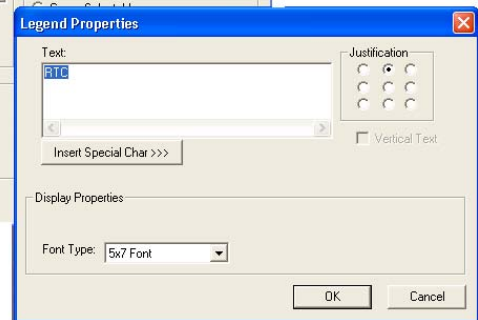 Legend Properties
Text:
RTC
Justification
Vertical Text
Insert Special Char >>>
Display Properties
Font Type: 5x7 Font
OK Cancel